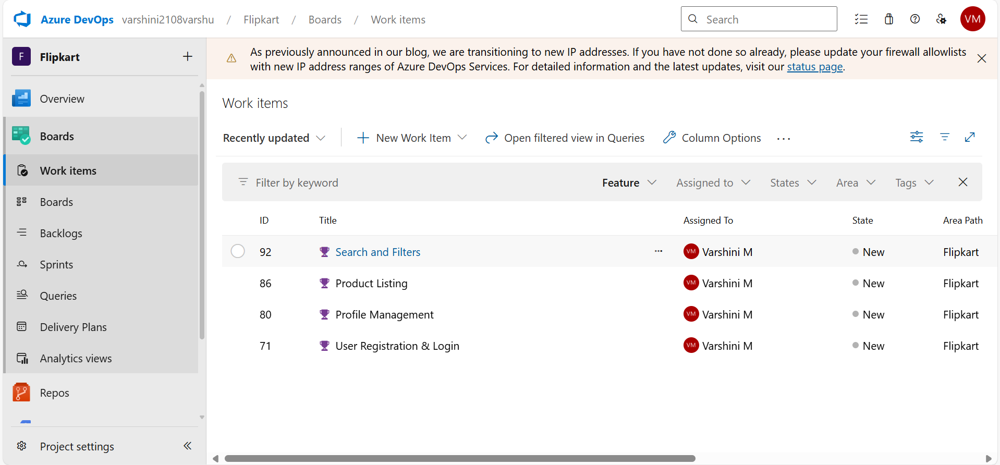 Azure DevOps varshini2108varshu / Flipkart / Boards / Work items Search VM
F Flipkart
As previously announced in our blog, we are transitioning to new IP addresses. If you have not done so already, please update your firewall allowlists
with new IP address ranges of Azure DevOps Services. For detailed information and the latest updates, visit our status page.
Overview
Boards
Work items
Boards
Backlogs
Sprints
Queries
Delivery Plans
Analytics views
Repos
Project settings
Work items
Recently updated New Work Item Open filtered view in Queries Column Options ...
Filter by keyword Feature Assigned to States Area Tags
ID Title Assigned To State Area Path
92 Search and Filters ... VM Varshini M New Flipkart
86 Product Listing VM Varshini M New Flipkart
80 Profile Management VM Varshini M New Flipkart
71 User Registration & Login VM Varshini M New Flipkart